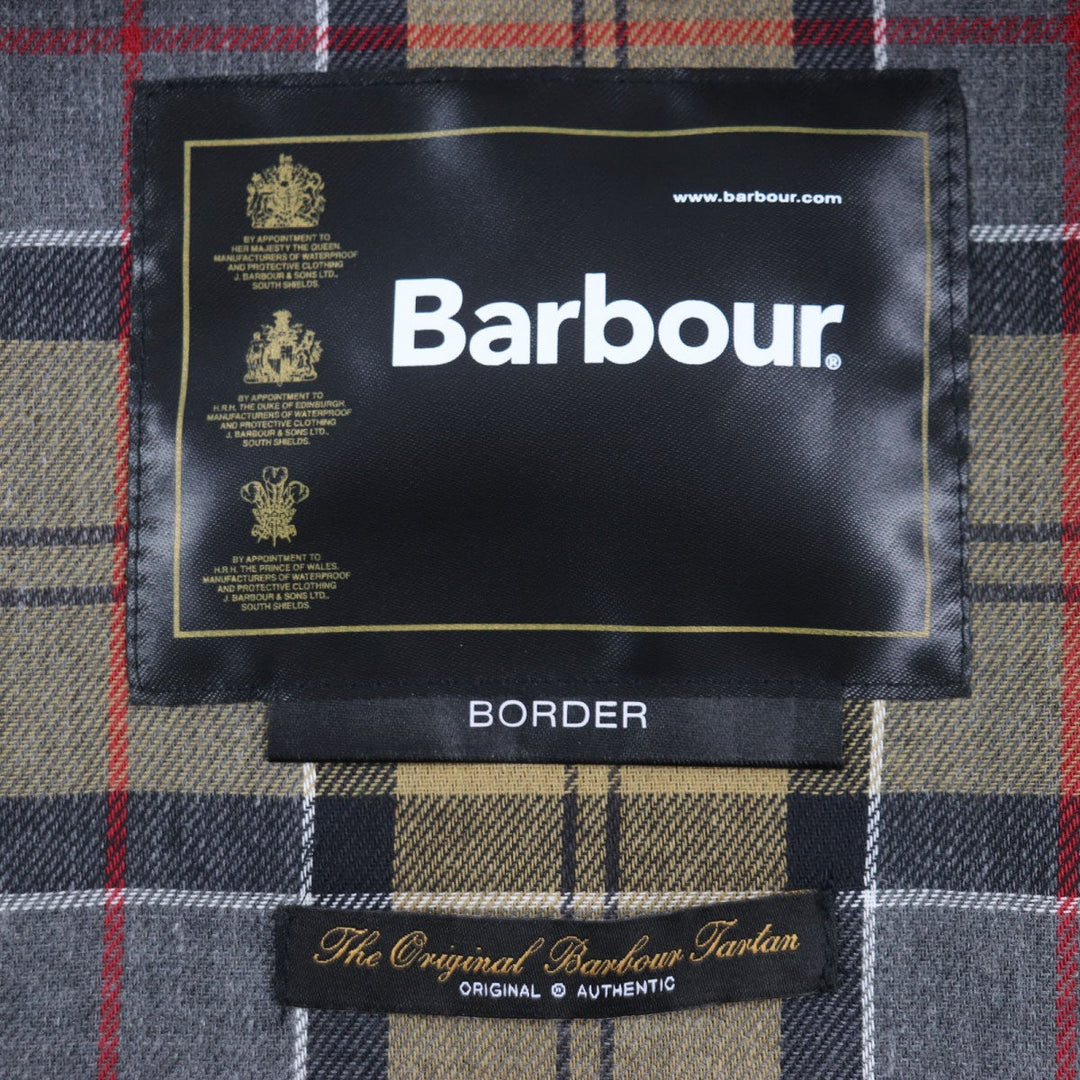 www.barbour.com
Barbour®
BY APPOINTMENT TO
HER MAJESTY THE QUEEN.
MANUFACTURERS OF WATERPROOF
AND PROTECTIVE CLOTHING
J. BARBOUR & SONS LTD.,
SOUTH SHIELDS.
BY APPOINTMENT TO
H.R.H. THE DUKE OF EDINBURGH.
MANUFACTURERS OF WATERPROOF
AND PROTECTIVE CLOTHING
J. BARBOUR & SONS LTD.,
SOUTH SHIELDS.
BY APPOINTMENT TO
H.R.H. THE PRINCE OF WALES.
MANUFACTURERS OF WATERPROOF
AND PROTECTIVE CLOTHING
J. BARBOUR & SONS LTD.,
SOUTH SHIELDS.
BORDER
The Original Barbour Tartan
ORIGINAL ® AUTHENTIC